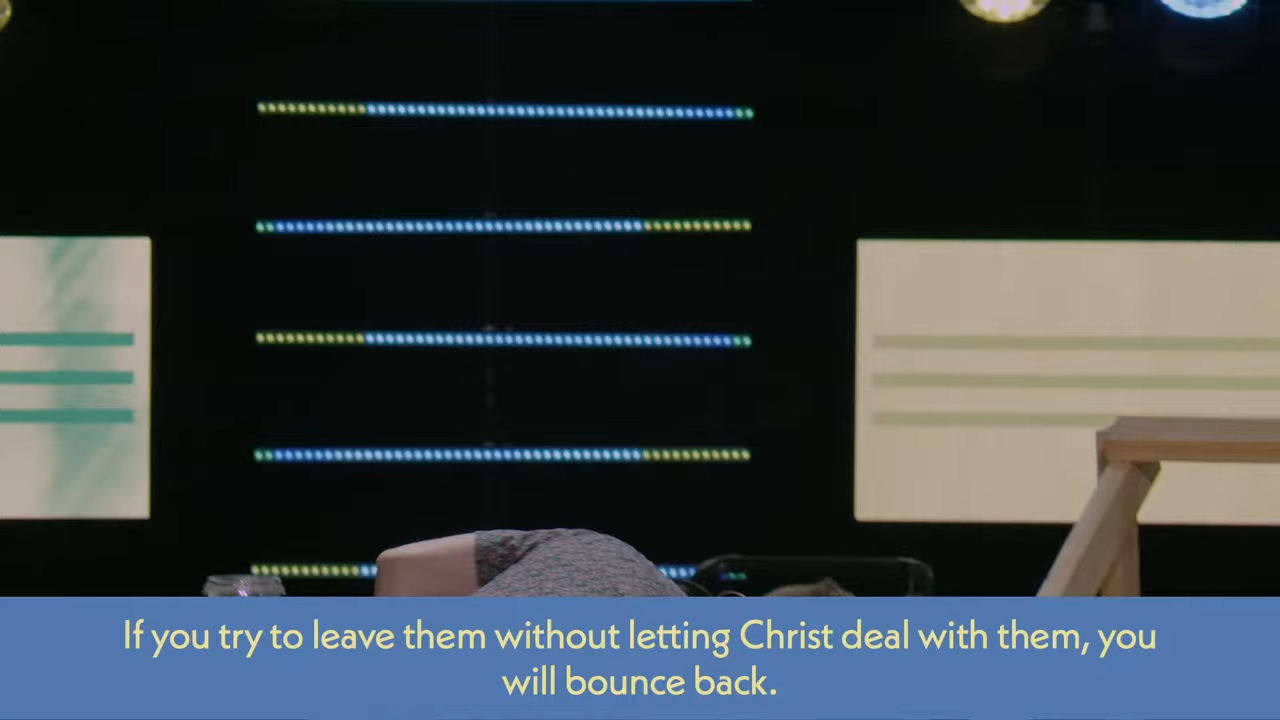 If you try to leave them without letting Christ deal with them, you
will bounce back.